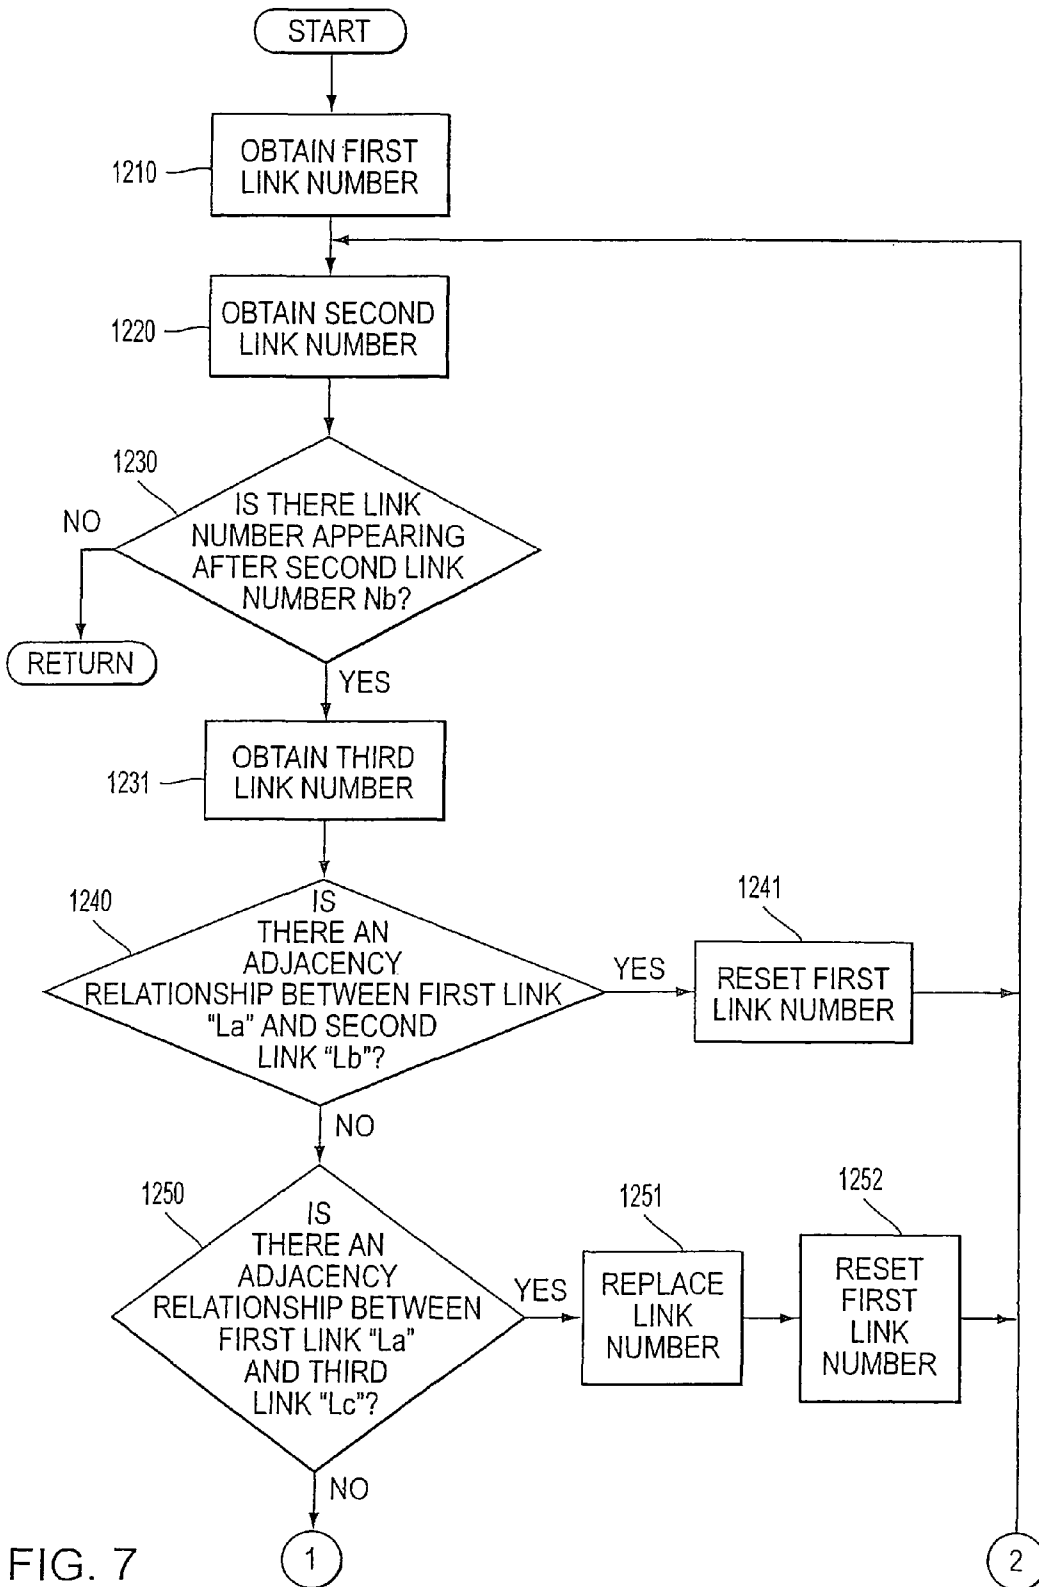 START
OBTAIN FIRST
LINK NUMBER
1210
OBTAIN SECOND
LINK NUMBER
1220
1230
IS THERE LINK
NUMBER APPEARING
AFTER SECOND LINK
NUMBER Nb?
NO
RETURN
YES
OBTAIN THIRD
LINK NUMBER
1231
1240
IS
THERE AN
ADJACENCY
RELATIONSHIP BETWEEN FIRST LINK
"La" AND SECOND
LINK "Lb"?
YES
1241
RESET FIRST
LINK NUMBER
NO
1250
IS
THERE AN
ADJACENCY
RELATIONSHIP BETWEEN
FIRST LINK "La"
AND THIRD
LINK "Lc"?
YES
1251
REPLACE
LINK
NUMBER
1252
RESET
FIRST
LINK
NUMBER
NO
1
2
FIG. 7